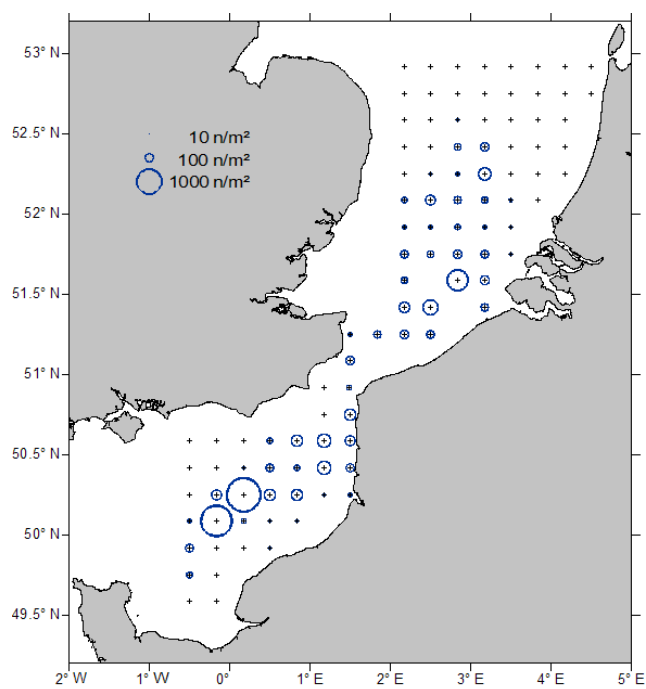 53° N
52.5° N
10 n/m²
100 n/m²
1000 n/m²
52° N
51.5° N
51° N
50.5° N
50° N
49.5° N
2° W 1° W 0° 1° E 2° E 3° E 4° E 5° E